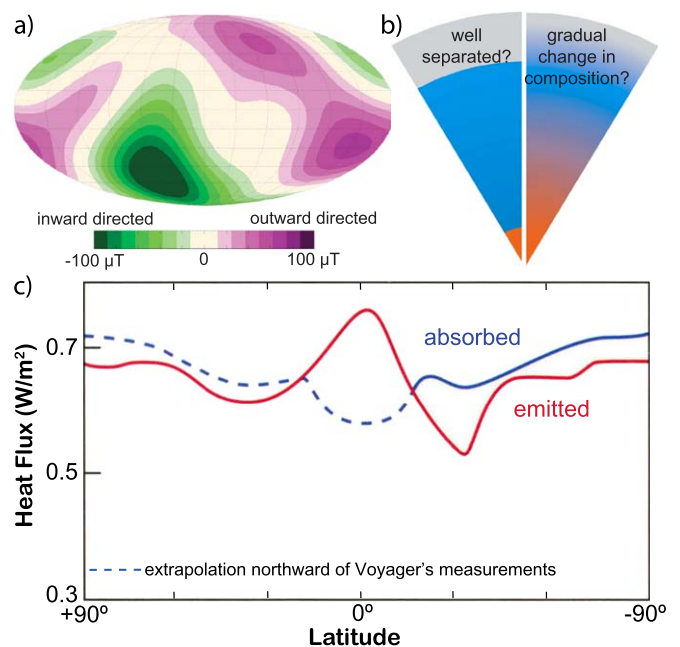 a)
inward directed
outward directed
-100 µT
0
100 µT
b)
well
separated?
gradual
change in
composition?
c)
Heat Flux (W/m²)
0.7
0.5
0.3
absorbed
emitted
extrapolation northward of Voyager's measurements
+90º
0º
-90º
Latitude